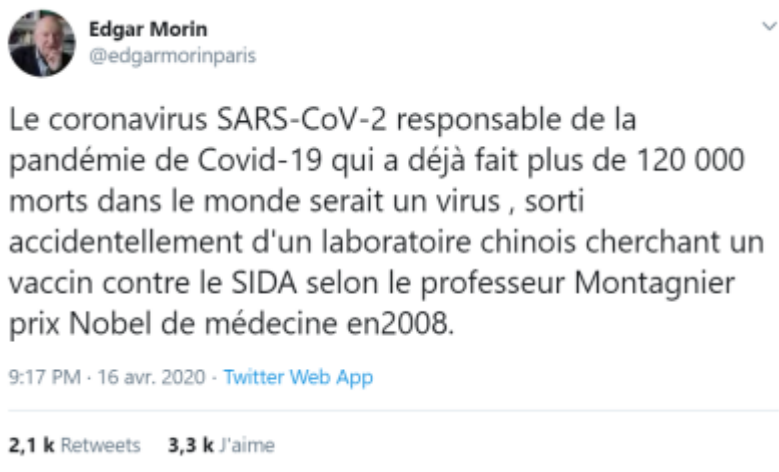 Edgar Morin
@edgarmorinparis
Le coronavirus SARS-CoV-2 responsable de la
pandémie de Covid-19 qui a déjà fait plus de 120 000
morts dans le monde serait un virus , sorti
accidentellement d'un laboratoire chinois cherchant un
vaccin contre le SIDA selon le professeur Montagnier
prix Nobel de médecine en2008.
9:17 PM · 16 avr. 2020 · Twitter Web App
2,1 k Retweets 3,3 k J'aime